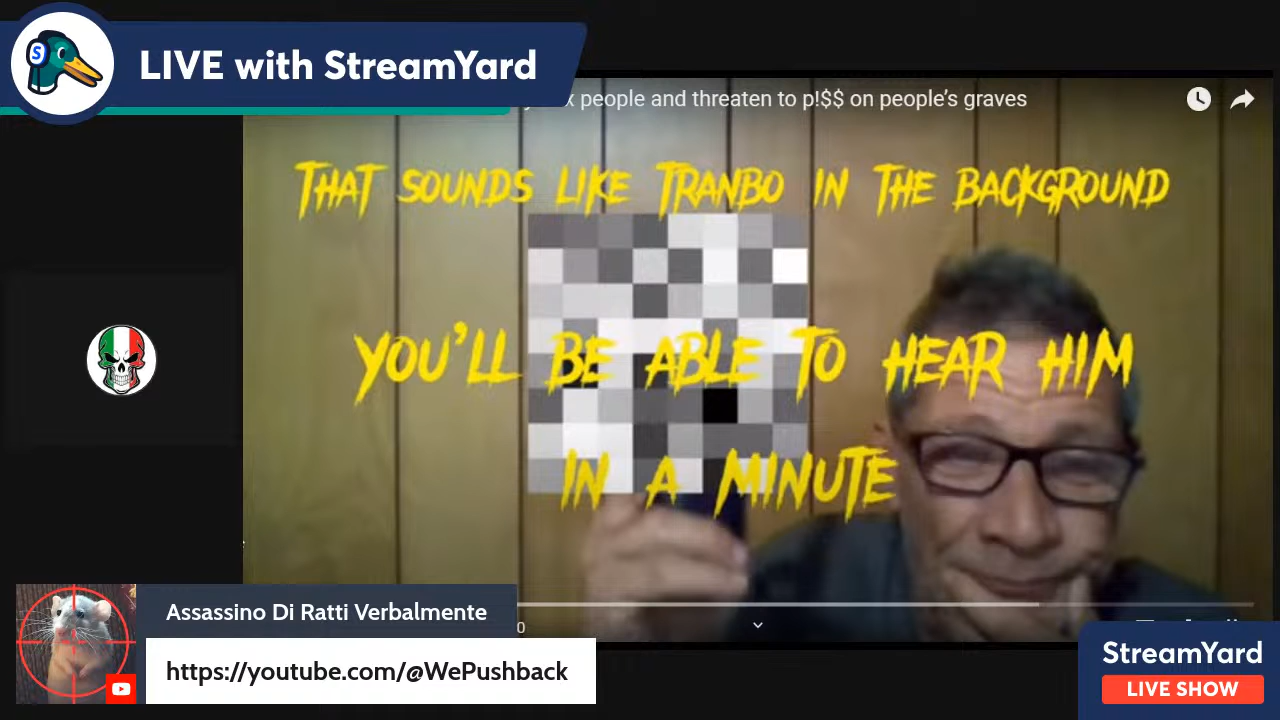 S
LIVE with StreamYard
people and threaten to p!$$ on people's graves
THAT SOUNDS LIKE TRANBO IN THE BACKGROUND
YOU'LL BE ABLE TO HEAR HIM
IN A MINUTE
Assassino Di Ratti Verbalmente
https://youtube.com/@WePushback
StreamYard
LIVE SHOW